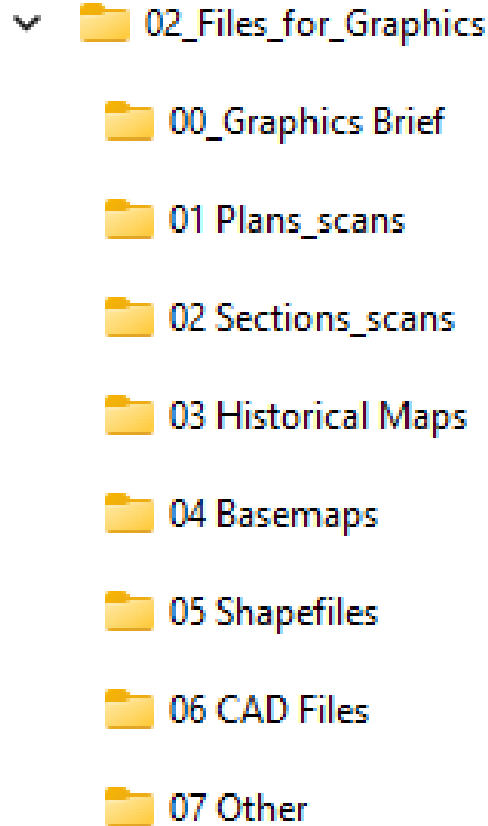 02_Files_for_Graphics
00_Graphics Brief
01 Plans_scans
02 Sections_scans
03 Historical Maps
04 Basemaps
05 Shapefiles
06 CAD Files
07 Other